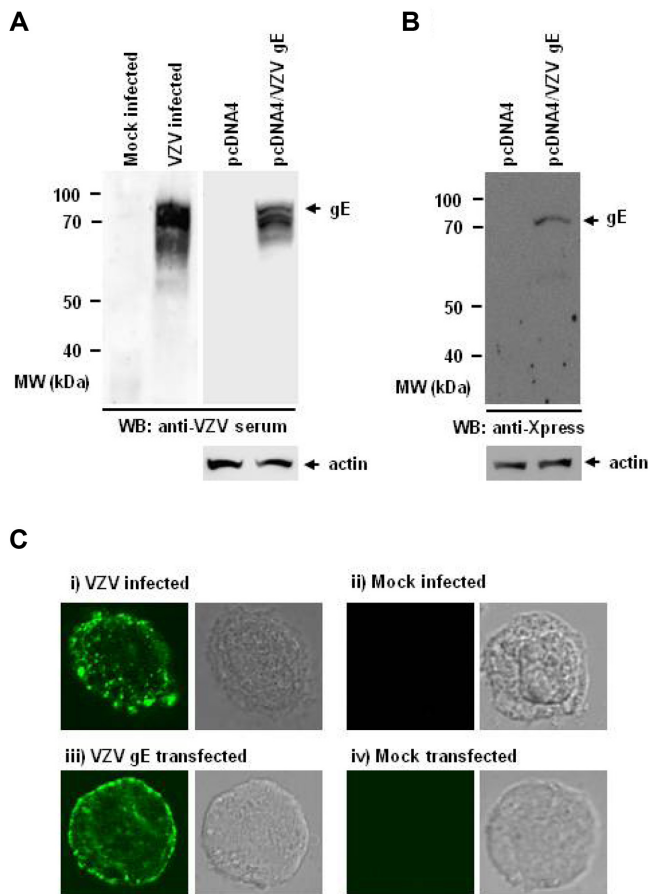 A
Mock infected
VZV infected
pcDNA4
pcDNA4/VZV gE
100
70
50
40
MW (kDa)
gE
WB: anti-VZV serum
actin
B
pcDNA4
pcDNA4/VZV gE
100
70
50
40
MW (kDa)
gE
WB: anti-Xpress
actin
C
i) VZV infected
ii) Mock infected
iii) VZV gE transfected
iv) Mock transfected